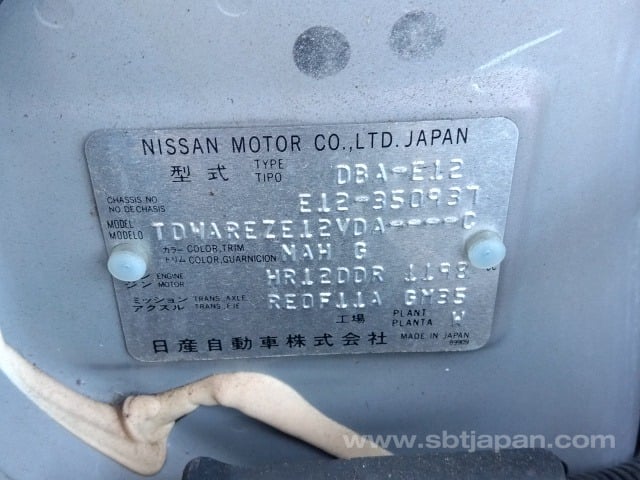 NISSAN MOTOR CO.,LTD. JAPAN
型式 TYPE TIPO DBA-E12
CHASSIS NO NO DE CHASIS E12-350937
MODEL MODELO TDWAREZE12VDA----C
カラー COLOR,TRIM. トリム COLOR,GUARNICION NAH G
ン ENGINE ジン MOTOR HR12DDR 1198 cc
ミッション TRANS. AXLE アクスル TRANS. EJE RE0F11A GM35
工場 PLANT PLANTA W
日産自動車株式会社 MADE IN JAPAN
www.sbtjapan.com